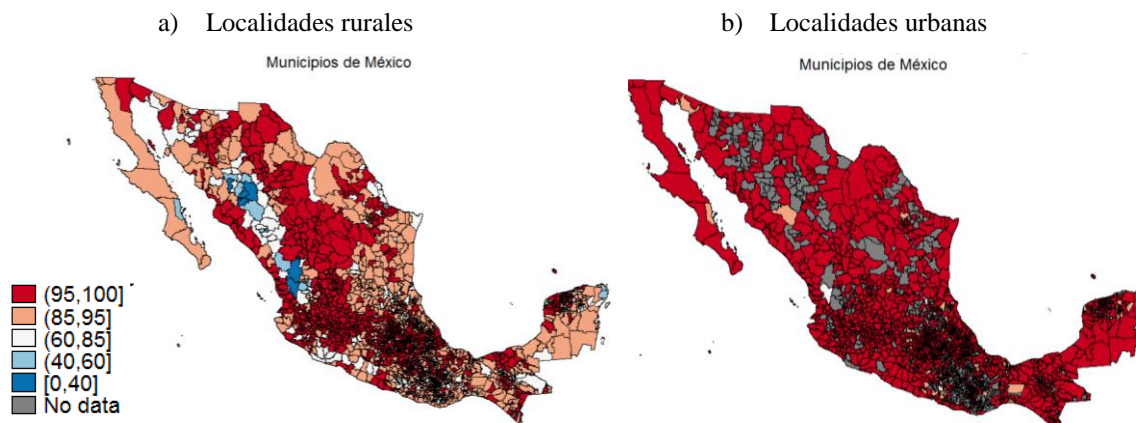 a) Localidades rurales
b) Localidades urbanas
Municipios de México
Municipios de México
(95,100]
(85,95]
(60,85]
(40,60]
[0,40]
No data